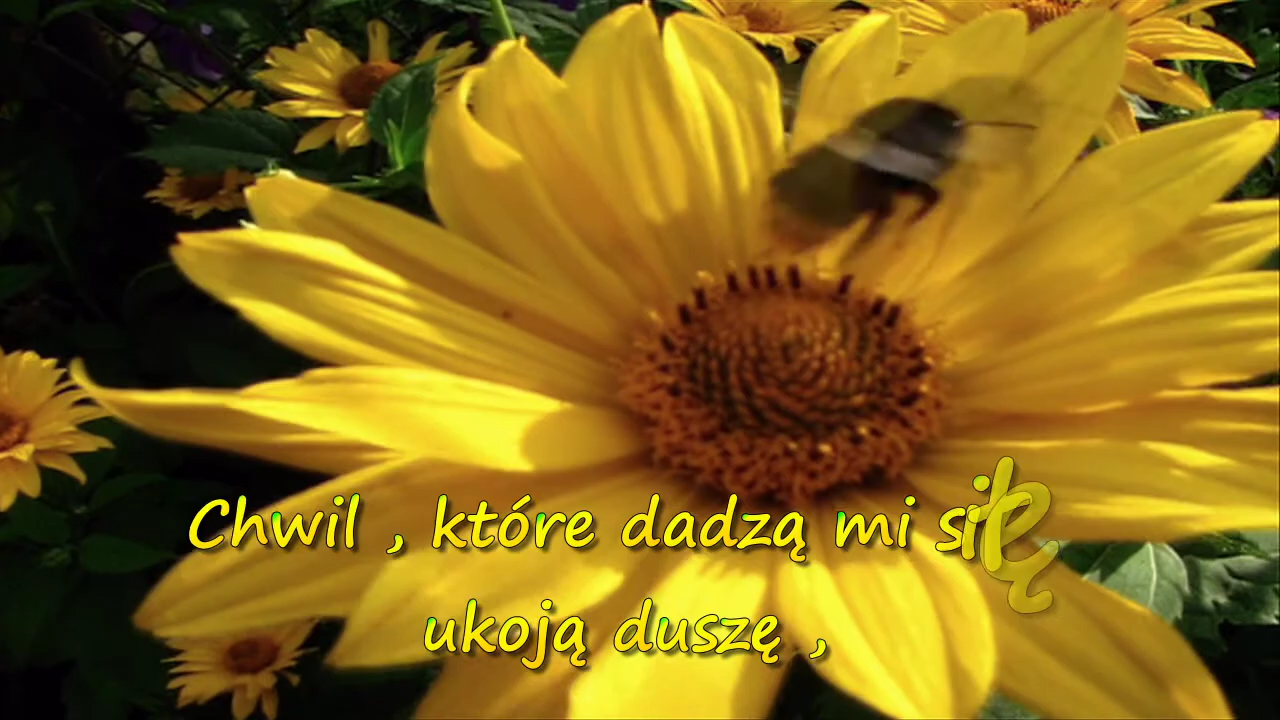 Chwil , które dadzą mi siłę
ukoją duszę ,